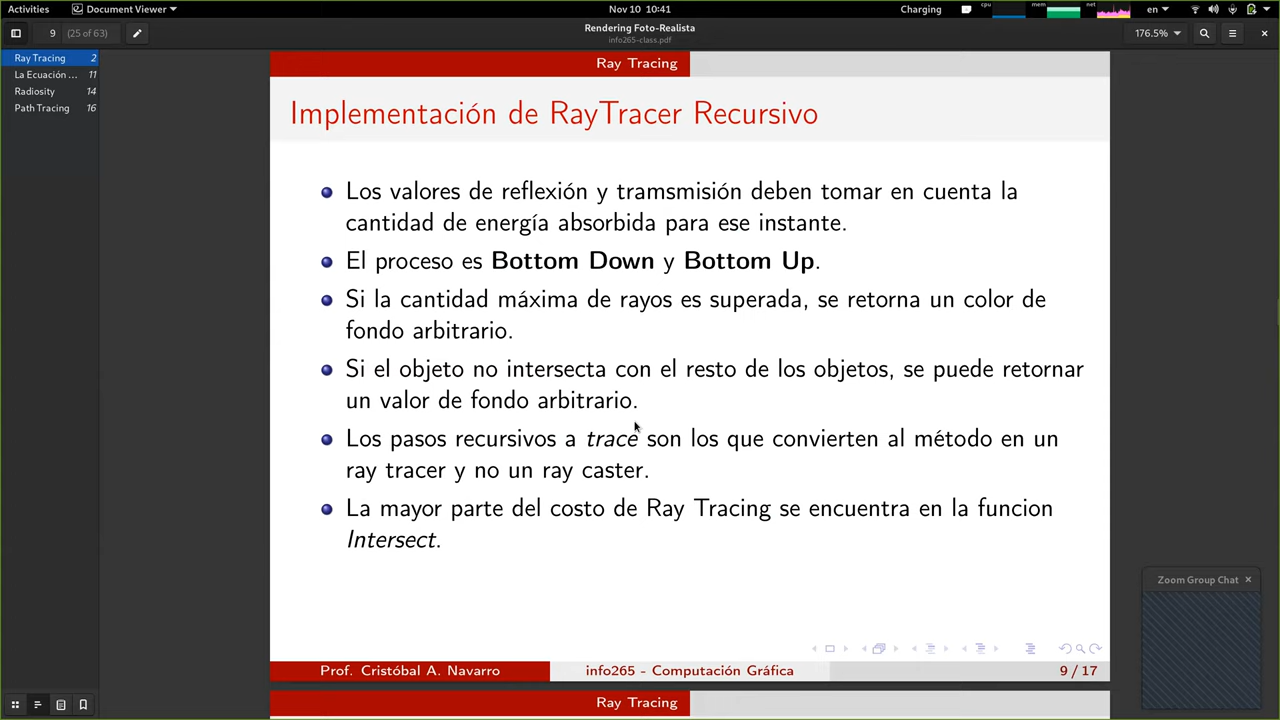 Activities
Document Viewer
Nov 10 10:41
Charging
cpu
mem
net
en
9
(25 of 63)
Rendering Foto-Realista
info265-class.pdf
176.5%
Ray Tracing 2
La Ecuación ... 11
Radiosity 14
Path Tracing 16
Ray Tracing
Implementación de RayTracer Recursivo
Los valores de reflexión y tramsmisión deben tomar en cuenta la
cantidad de energía absorbida para ese instante.
El proceso es Bottom Down y Bottom Up.
Si la cantidad máxima de rayos es superada, se retorna un color de
fondo arbitrario.
Si el objeto no intersecta con el resto de los objetos, se puede retornar
un valor de fondo arbitrario.
Los pasos recursivos a trace son los que convierten al método en un
ray tracer y no un ray caster.
La mayor parte del costo de Ray Tracing se encuentra en la funcion
Intersect.
Zoom Group Chat
Prof. Cristóbal A. Navarro
info265 - Computación Gráfica
9 / 17
Ray Tracing